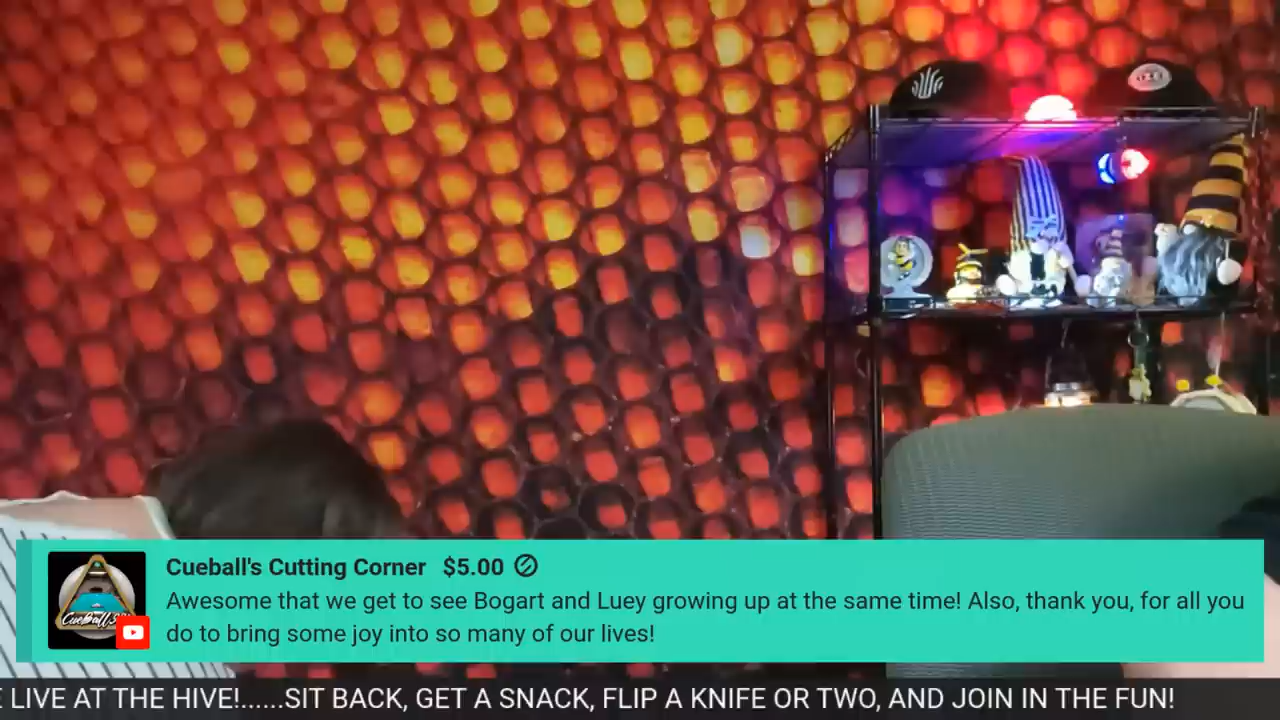 Cueball's Cutting Corner $5.00
Awesome that we get to see Bogart and Luey growing up at the same time! Also, thank you, for all you
do to bring some joy into so many of our lives!
E LIVE AT THE HIVE!......SIT BACK, GET A SNACK, FLIP A KNIFE OR TWO, AND JOIN IN THE FUN!